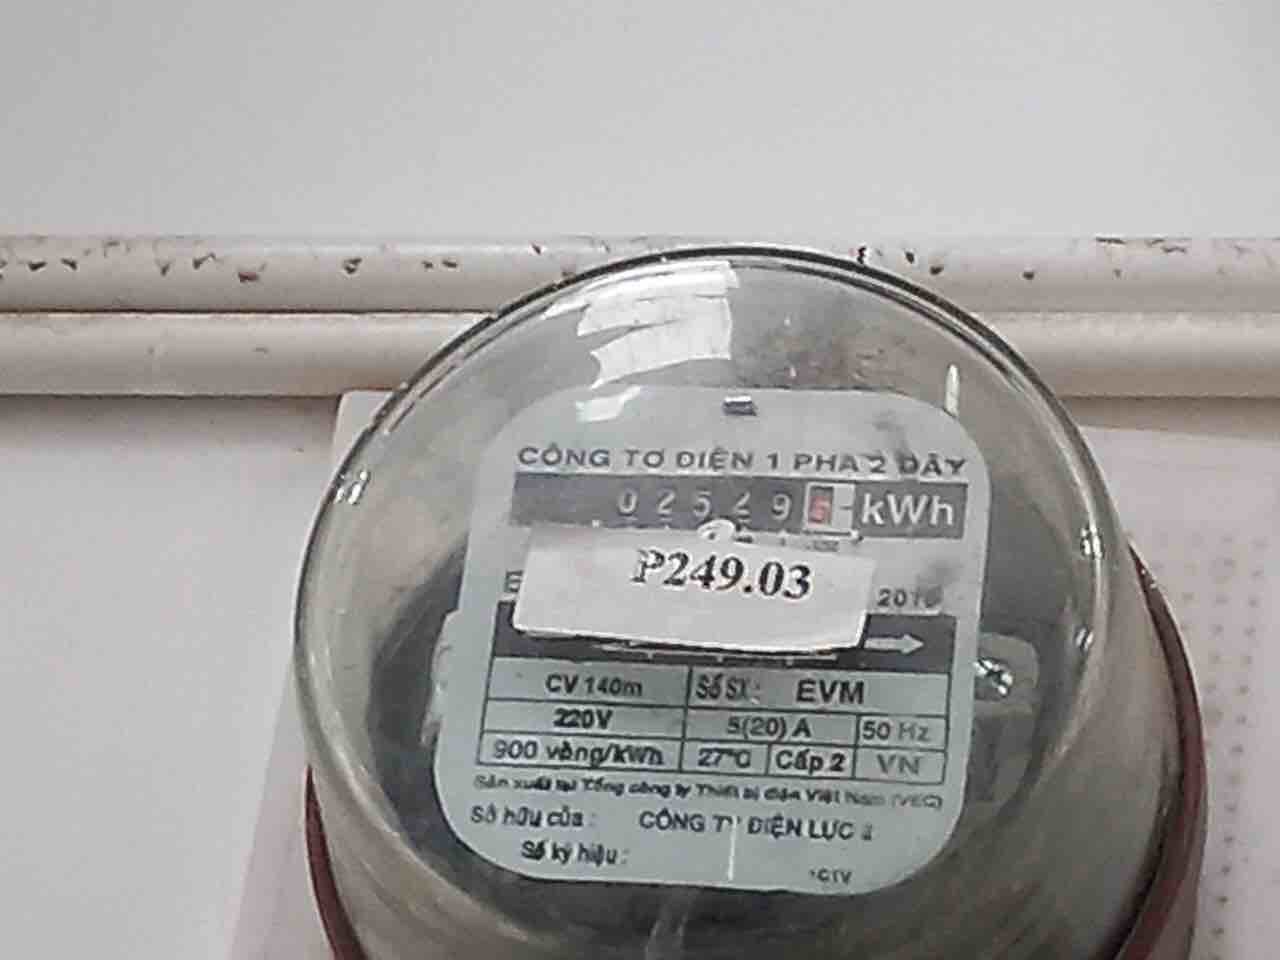 CÔNG TƠ ĐIỆN 1 PHA 2 DÂY
0 2 5 2 9 5 kWh
P249.03
CV 140m Số SX: EVM
220V 5(20) A 50 Hz
900 vòng/kWh 27°C Cấp 2 VN
Sản xuất tại Tổng công ty Thiết bị điện Việt Nam (VEC)
Sở hữu của: CÔNG TY ĐIỆN LỰC 2
Số ký hiệu: